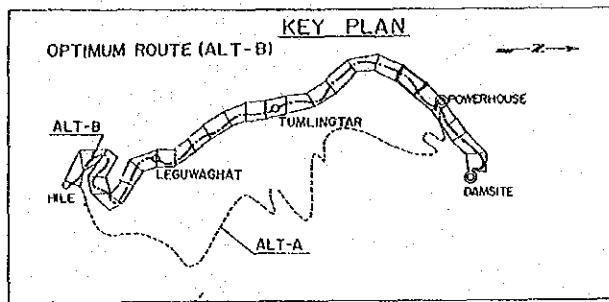 KEY PLAN
OPTIMUM ROUTE (ALT-B)
POWERHOUSE
TUMLINGTAR
ALT-B
LEGUWAGHAT
DAMSITE
HILE
ALT-A